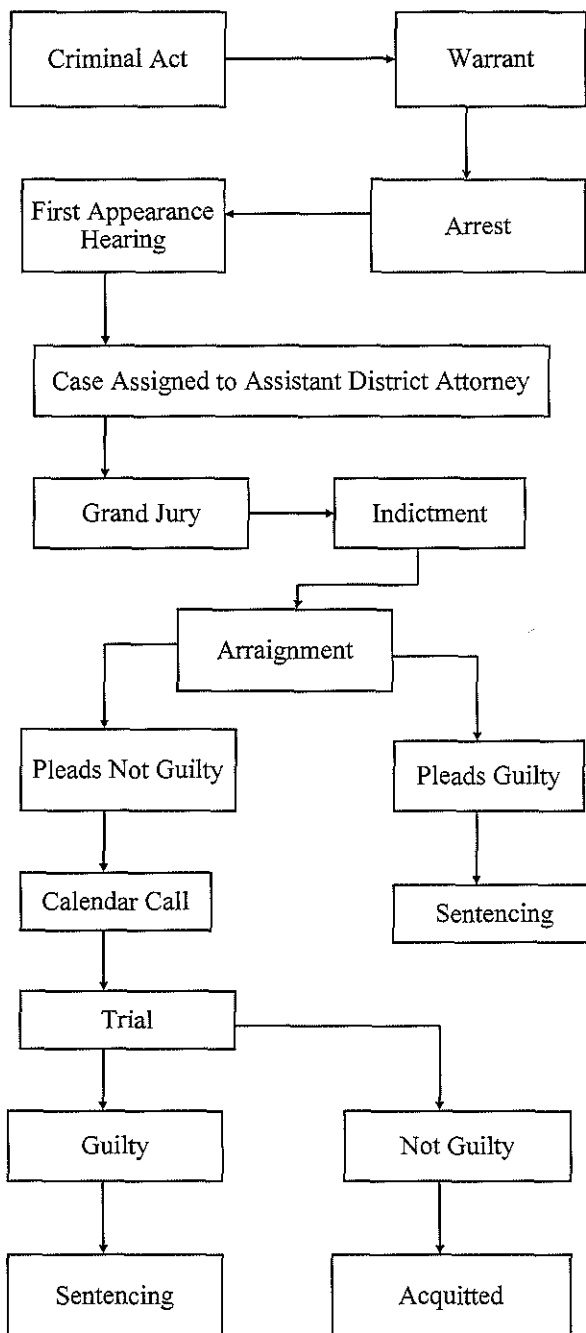 Criminal Act
Warrant
First Appearance
Hearing
Arrest
Case Assigned to Assistant District Attorney
Grand Jury
Indictment
Arraignment
Pleads Not Guilty
Pleads Guilty
Calendar Call
Sentencing
Trial
Guilty
Not Guilty
Sentencing
Acquitted